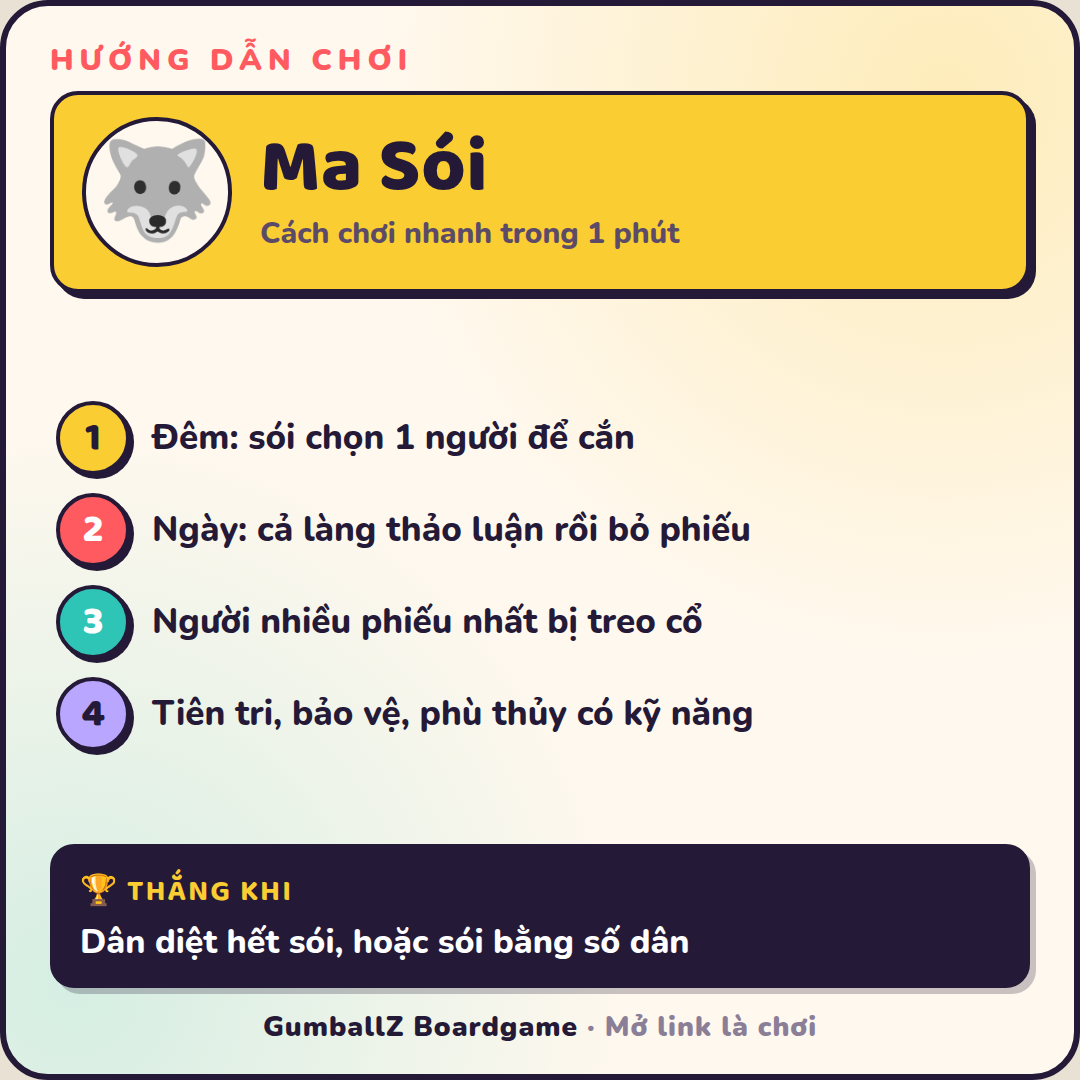 HƯỚNG DẪN CHƠI
Ma Sói
Cách chơi nhanh trong 1 phút
1 Đêm: sói chọn 1 người để cắn
2 Ngày: cả làng thảo luận rồi bỏ phiếu
3 Người nhiều phiếu nhất bị treo cổ
4 Tiên tri, bảo vệ, phù thủy có kỹ năng
🏆 THẮNG KHI
Dân diệt hết sói, hoặc sói bằng số dân
GumballZ Boardgame · Mở link là chơi